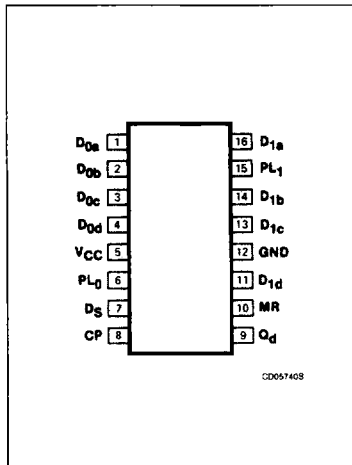 D0a 1 16 D1a
D0b 2 15 PL1
D0c 3 14 D1b
D0d 4 13 D1c
VCC 5 12 GND
PL0 6 11 D1d
DS 7 10 MR
CP 8 9 Qd
CD05740S